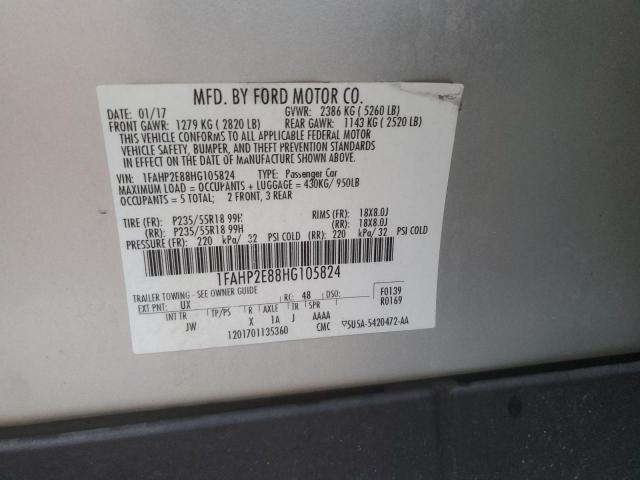 MFD. BY FORD MOTOR CO.
DATE: 01/17 GVWR: 2386 KG (5260 LB)
FRONT GAWR: 1279 KG (2820 LB) REAR GAWR: 1143 KG (2520 LB)
THIS VEHICLE CONFORMS TO ALL APPLICABLE FEDERAL MOTOR
VEHICLE SAFETY, BUMPER, AND THEFT PREVENTION STANDARDS
IN EFFECT ON THE DATE OF MANUFACTURE SHOWN ABOVE.
VIN: 1FAHP2E88HG105824 TYPE: Passenger Car
MAXIMUM LOAD = OCCUPANTS + LUGGAGE = 430KG/950LB
OCCUPANTS = 5 TOTAL; 2 FRONT, 3 REAR
TIRE (FR): P235/55R18 99H RIMS (FR): 18X8.0J
(RR): P235/55R18 99H (RR): 18X8.0J
PRESSURE (FR): 220 kPa/ 32 PSI COLD (RR): 220 kPa/ 32 PSI COLD
1FAHP2E88HG105824
TRAILER TOWING - SEE OWNER GUIDE
EXT PNT: UX RC: 48 DSO: F0139
R0169
INT TR TP/PS R AXLE TR SPR
JW X 1A J AAAA
1201701135360 CMC 5U5A-5420472-AA